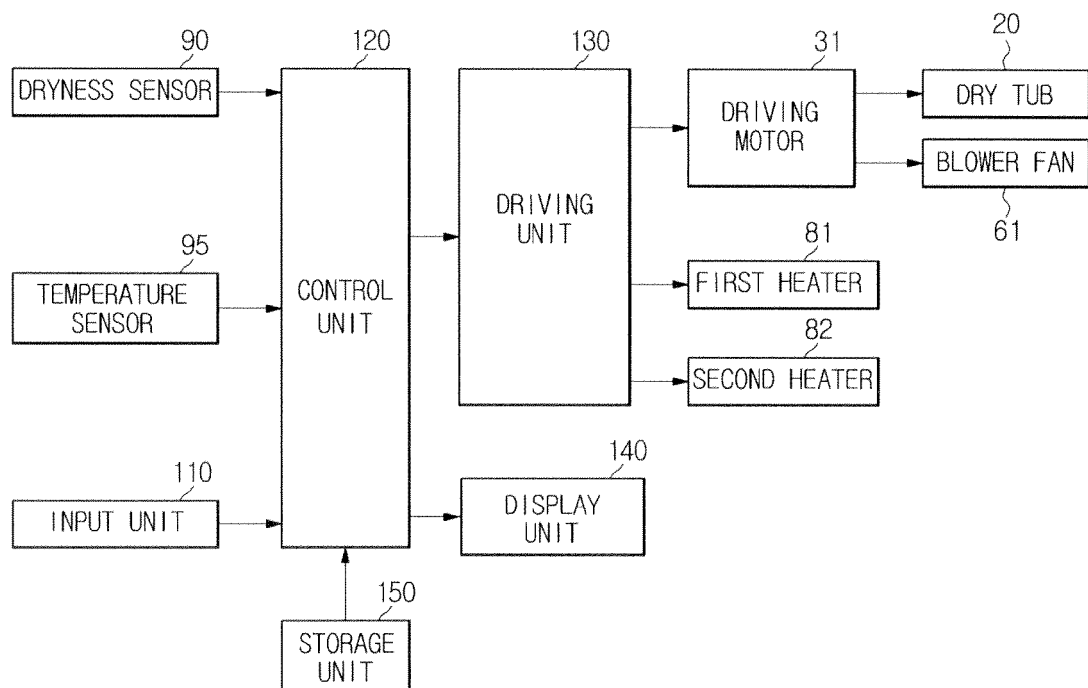 90
DRYNESS SENSOR
120
CONTROL
UNIT
130
DRIVING
UNIT
31
DRIVING
MOTOR
20
DRY TUB
BLOWER FAN
61
95
TEMPERATURE
SENSOR
81
FIRST HEATER
82
SECOND HEATER
110
INPUT UNIT
140
DISPLAY
UNIT
150
STORAGE
UNIT